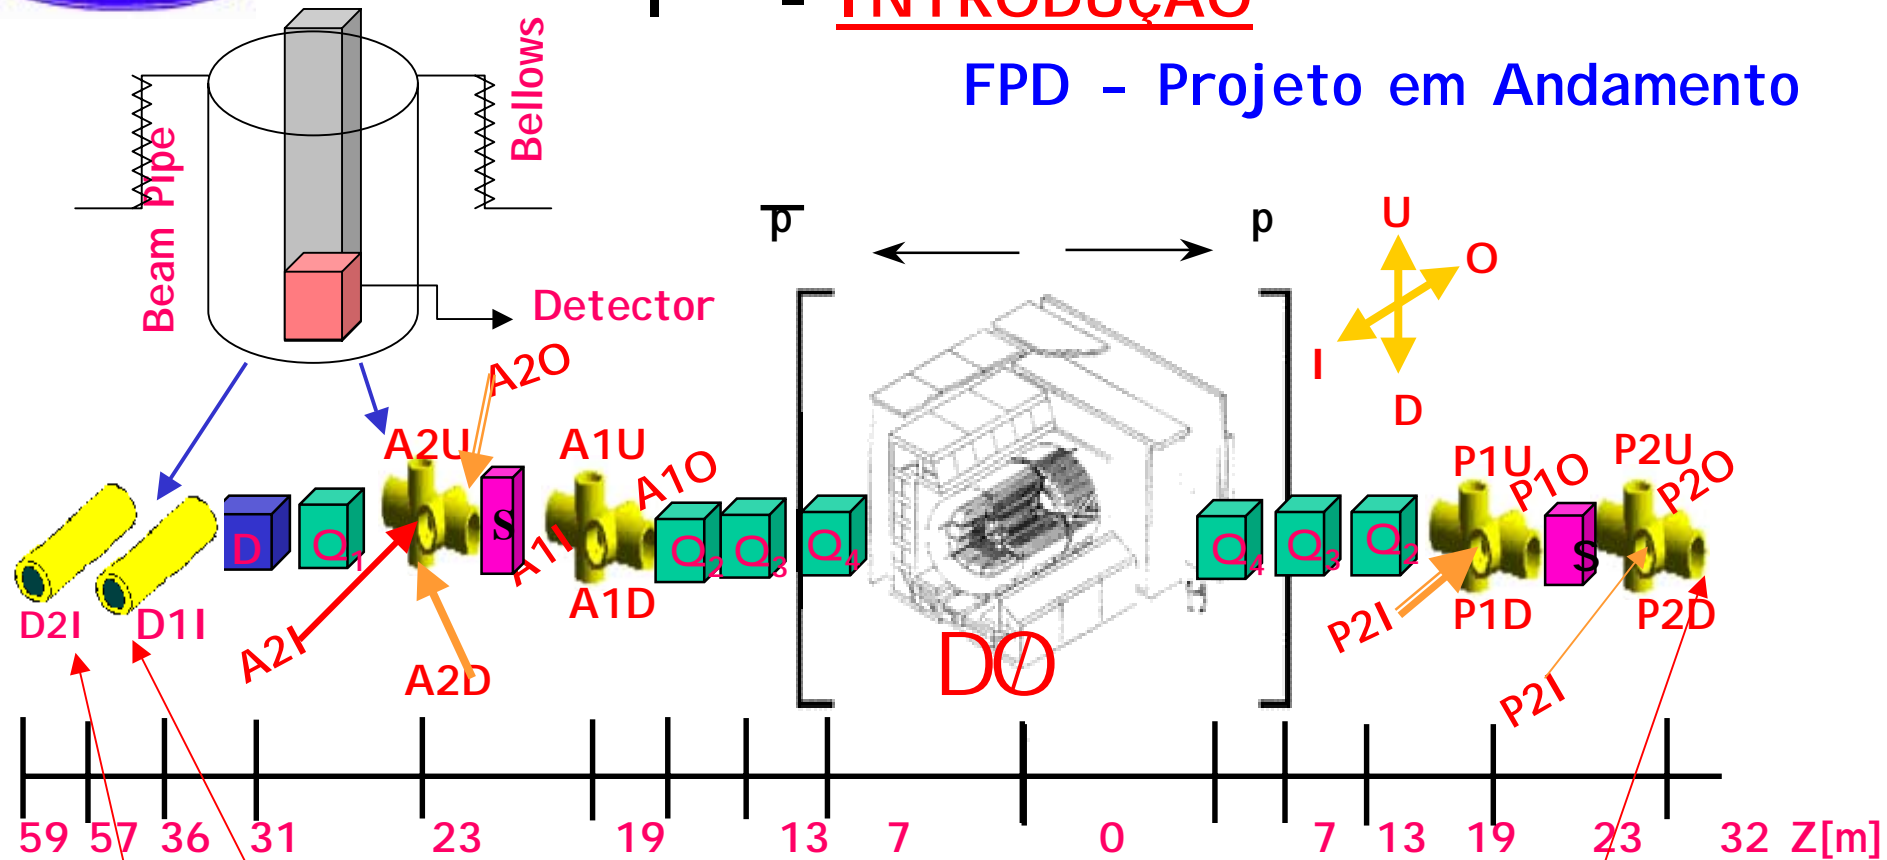 - INTRODUÇÃO
FPD - Projeto em Andamento
Beam Pipe
Bellows
Detector
p
p
U
O
I
D
A2O
A2U
A1U
A1O
P1U
P1O
P2U
P2O
D
Q1
S
A1I
Q2
Q3
Q4
Q4
Q3
Q2
S
D2I
D1I
A2I
A2D
A1D
DØ
P2I
P1D
P2I
P2D
59 57 36 31 23 19 13 7 0 7 13 19 23 32 Z[m]